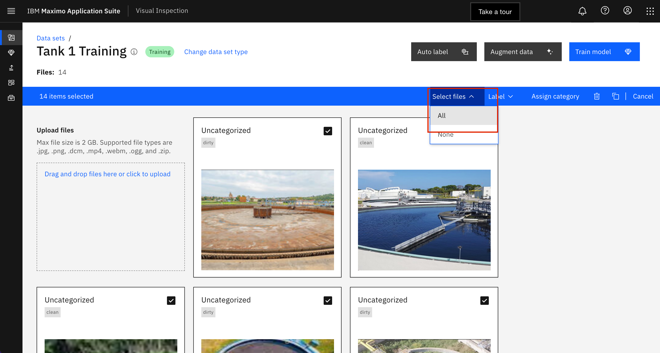 IBM Maximo Application Suite Visual Inspection Take a tour
Data sets /
Tank 1 Training Training Change data set type Auto label Augment data Train model
Files: 14
14 items selected Select files Label Assign category Cancel
All
None
Upload files
Max file size is 2 GB. Supported file types are
.jpg, .png, .dcm, .mp4, .webm, .ogg, and .zip.
Drag and drop files here or click to upload
Uncategorized
dirty
Uncategorized
clean
Uncategorized
clean
Uncategorized
dirty
Uncategorized
dirty